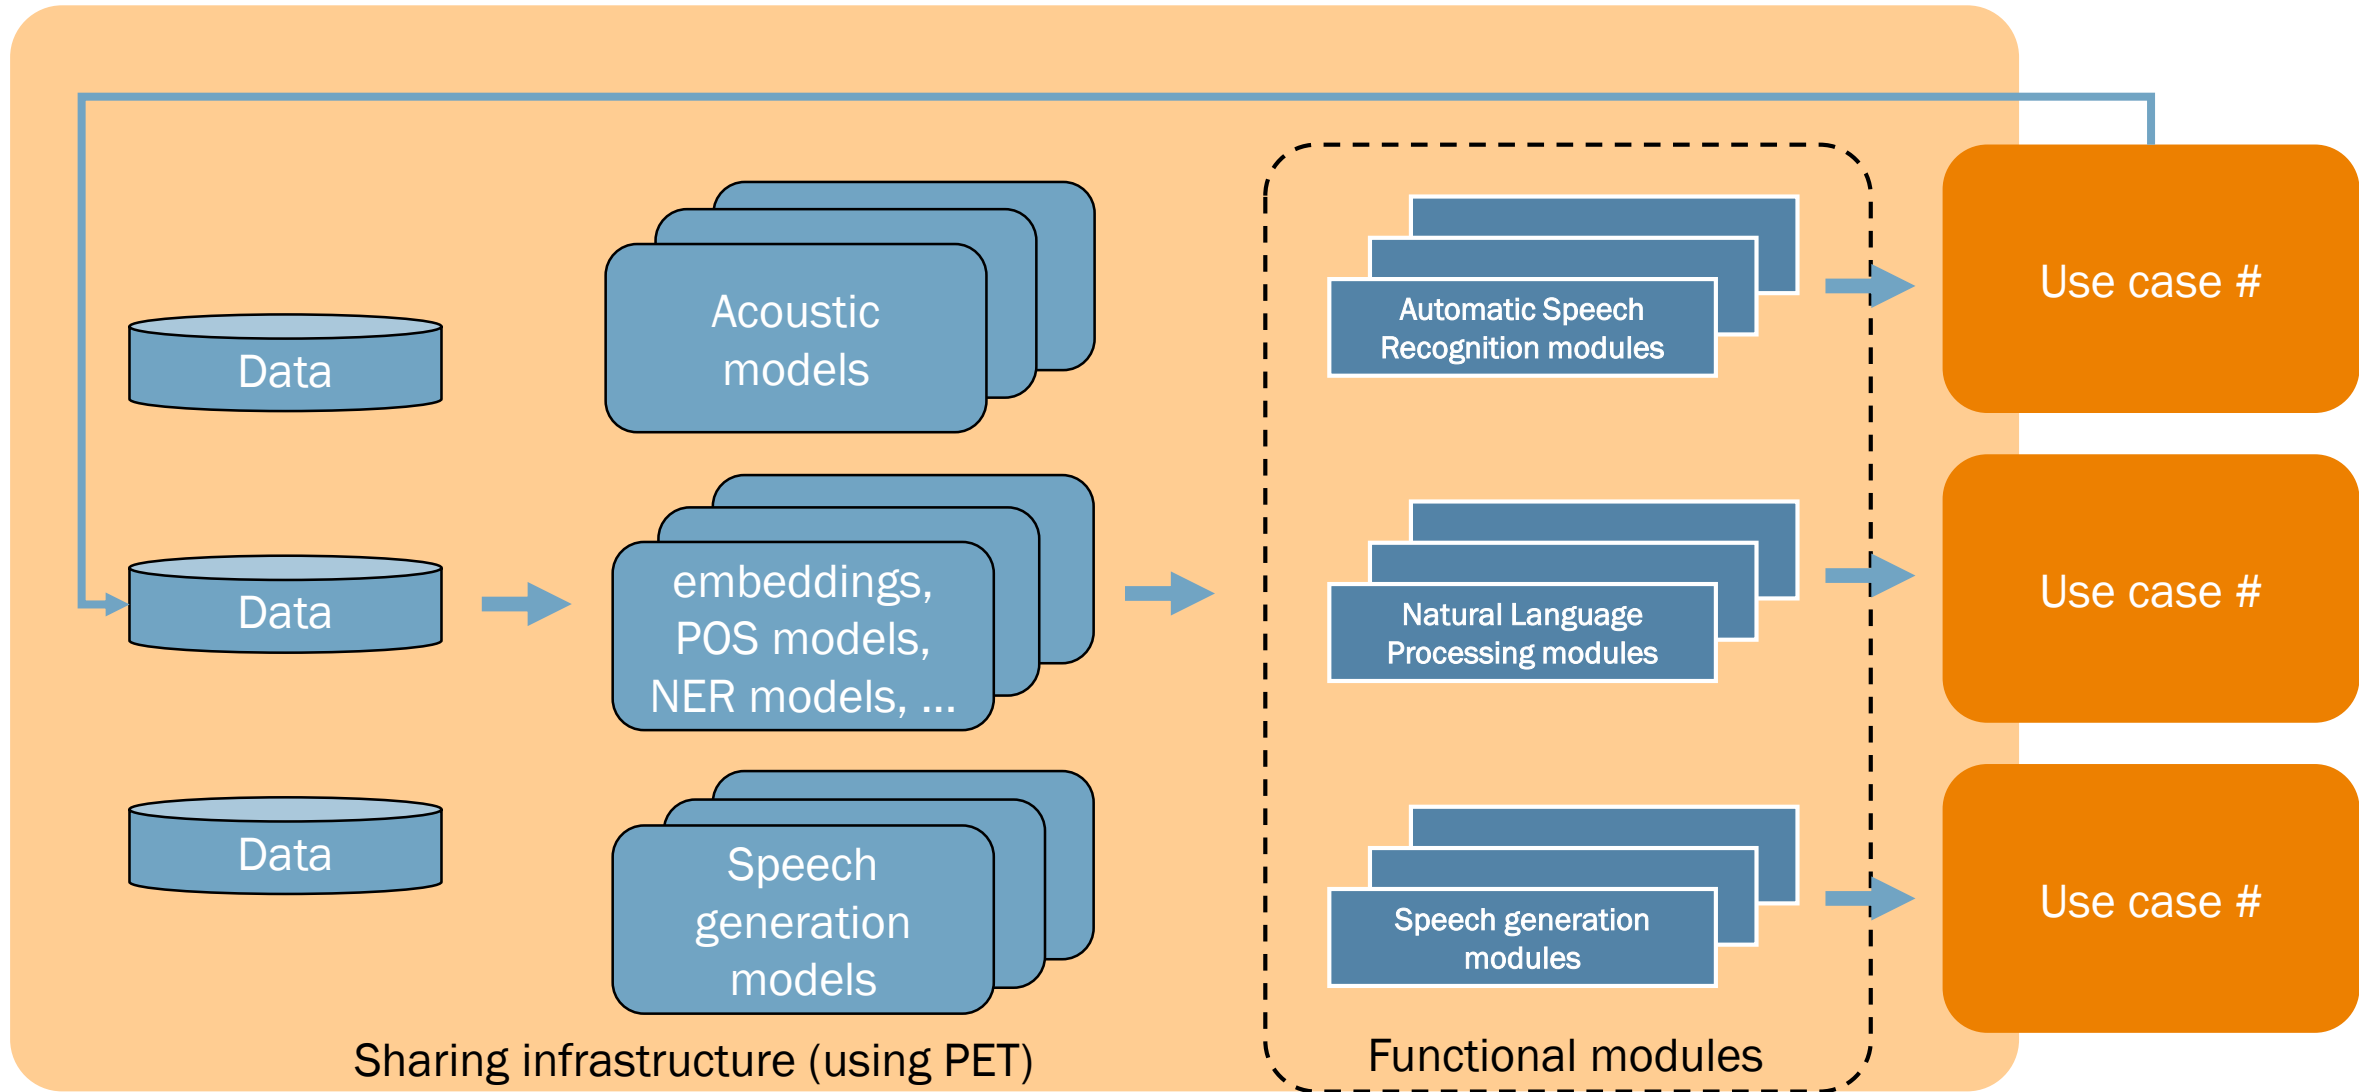 Data
Data
Data
Acoustic
models
embeddings,
POS models,
NER models, ...
Speech
generation
models
Automatic Speech
Recognition modules
Natural Language
Processing modules
Speech generation
modules
Use case #
Use case #
Use case #
Sharing infrastructure (using PET)
Functional modules